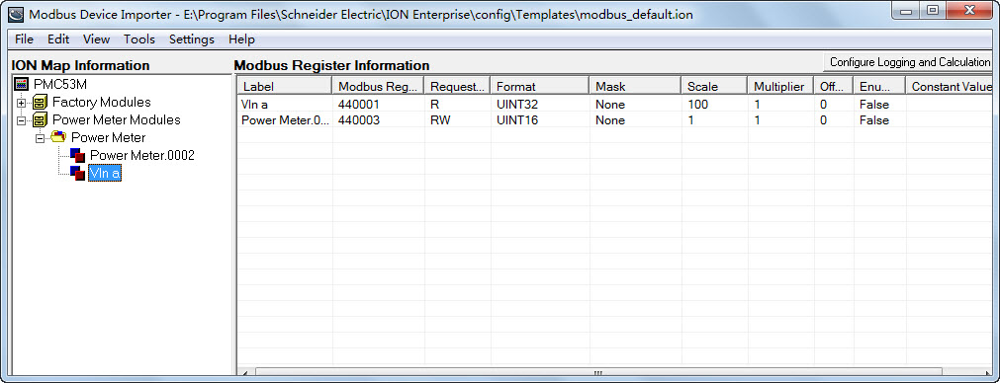 Modbus Device Importer - E:\Program Files\Schneider Electric\ION Enterprise\config\Templates\modbus_default.ion
File Edit View Tools Settings Help
ION Map Information
PMC53M
Factory Modules
Power Meter Modules
Power Meter
Power Meter.0002
Vln a
Modbus Register Information
Configure Logging and Calculation
Label Modbus Reg... Request... Format Mask Scale Multiplier Off... Enu... Constant Value
Vln a 440001 R UINT32 None 100 1 0 False
Power Meter.0... 440003 RW UINT16 None 1 1 0 False